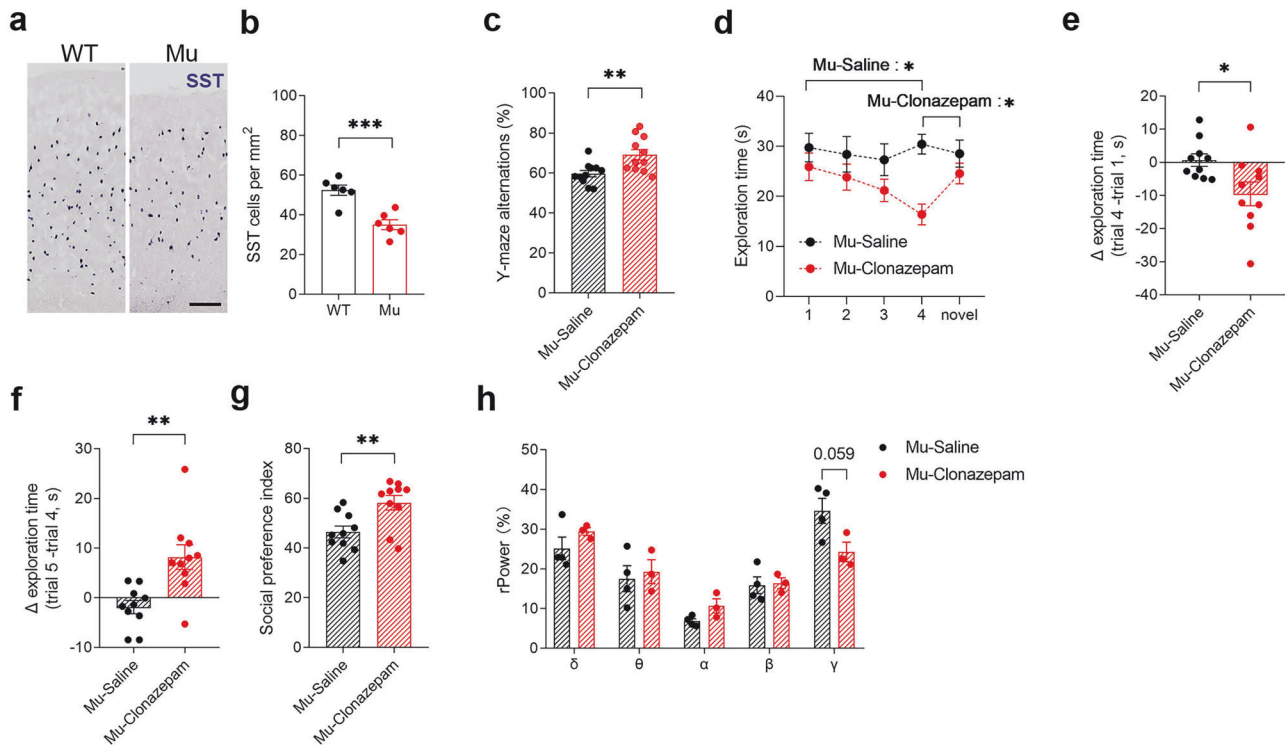 a
WT
Mu
SST
b
***
SST cells per mm2
100
80
60
40
20
0
WT
Mu
c
**
Y-maze alternations (%)
100
80
60
40
20
0
Mu-Saline
Mu-Clonazepam
d
Mu-Saline : *
Mu-Clonazepam : *
Exploration time (s)
40
30
20
10
0
Mu-Saline
Mu-Clonazepam
1
2
3
4
novel
e
*
Δ exploration time
(trial 4 -trial 1, s)
20
10
0
-10
-20
-30
-40
Mu-Saline
Mu-Clonazepam
f
**
Δ exploration time
(trial 5 -trial 4, s)
30
20
10
0
-10
Mu-Saline
Mu-Clonazepam
g
**
Social preference index
80
60
40
20
0
Mu-Saline
Mu-Clonazepam
h
rPower (%)
50
40
30
20
10
0
0.059
Mu-Saline
Mu-Clonazepam
δ
θ
α
β
γ